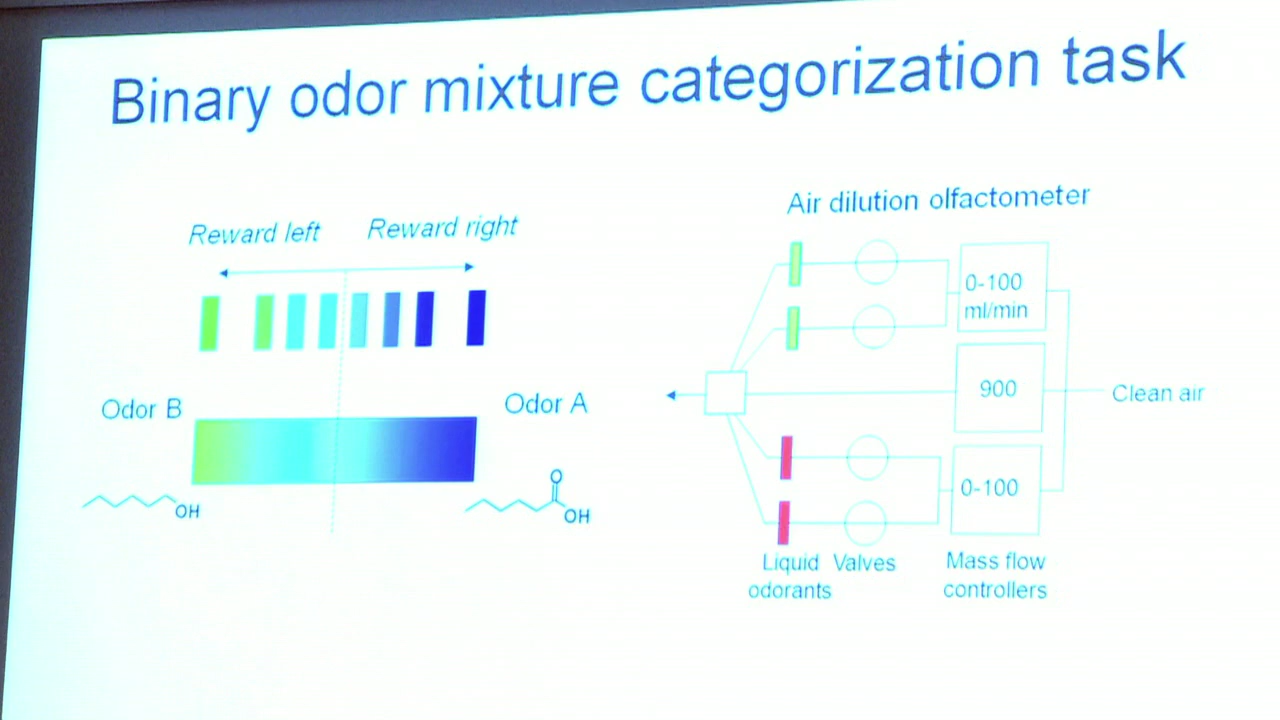 Binary odor mixture categorization task
Reward left
Reward right
Odor B
Odor A
OH
O
OH
Air dilution olfactometer
0-100
ml/min
900
Clean air
0-100
Liquid
odorants
Valves
Mass flow
controllers